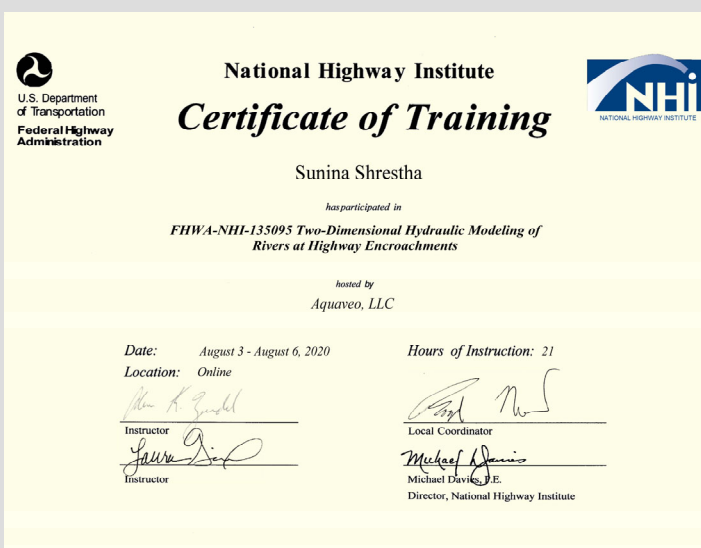 U.S. Department
of Transportation
Federal Highway
Administration
National Highway Institute
Certificate of Training
NHi
NATIONAL HIGHWAY INSTITUTE
Sunina Shrestha
has participated in
FHWA-NHI-135095 Two-Dimensional Hydraulic Modeling of
Rivers at Highway Encroachments
hosted by
Aquaveo, LLC
Date: August 3 - August 6, 2020
Location: Online
Hours of Instruction: 21
Instructor
Local Coordinator
Laura
Instructor
Michael Davies
Michael Davies, P.E.
Director, National Highway Institute